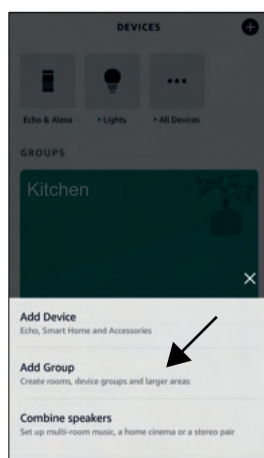 DEVICES
Echo & Alexa
• Lights
• All Devices
GROUPS
Kitchen
Add Device
Echo, Smart Home and Accessories
Add Group
Create rooms, device groups and larger areas
Combine speakers
Set up multi-room music, a home cinema or a stereo pair